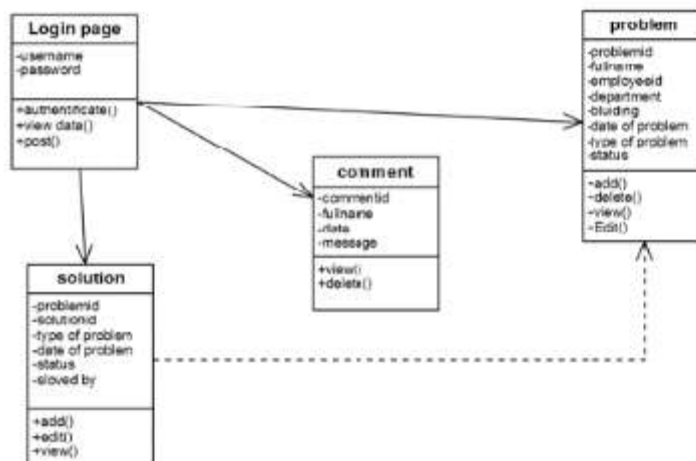 Login page
-username
-password
+authentificate()
+view data()
+post()
problem
-problemid
-fullname
-employeeid
-department
-bluiding
-date of problem
-type of problem
-status
-add()
-delete()
-view()
-Edit()
comment
-commentid
-fullname
-date
-message
+view()
+delete()
solution
-problemid
-solutionid
-type of problem
-date of problem
-status
-sloved by
+add()
+edit()
+view()